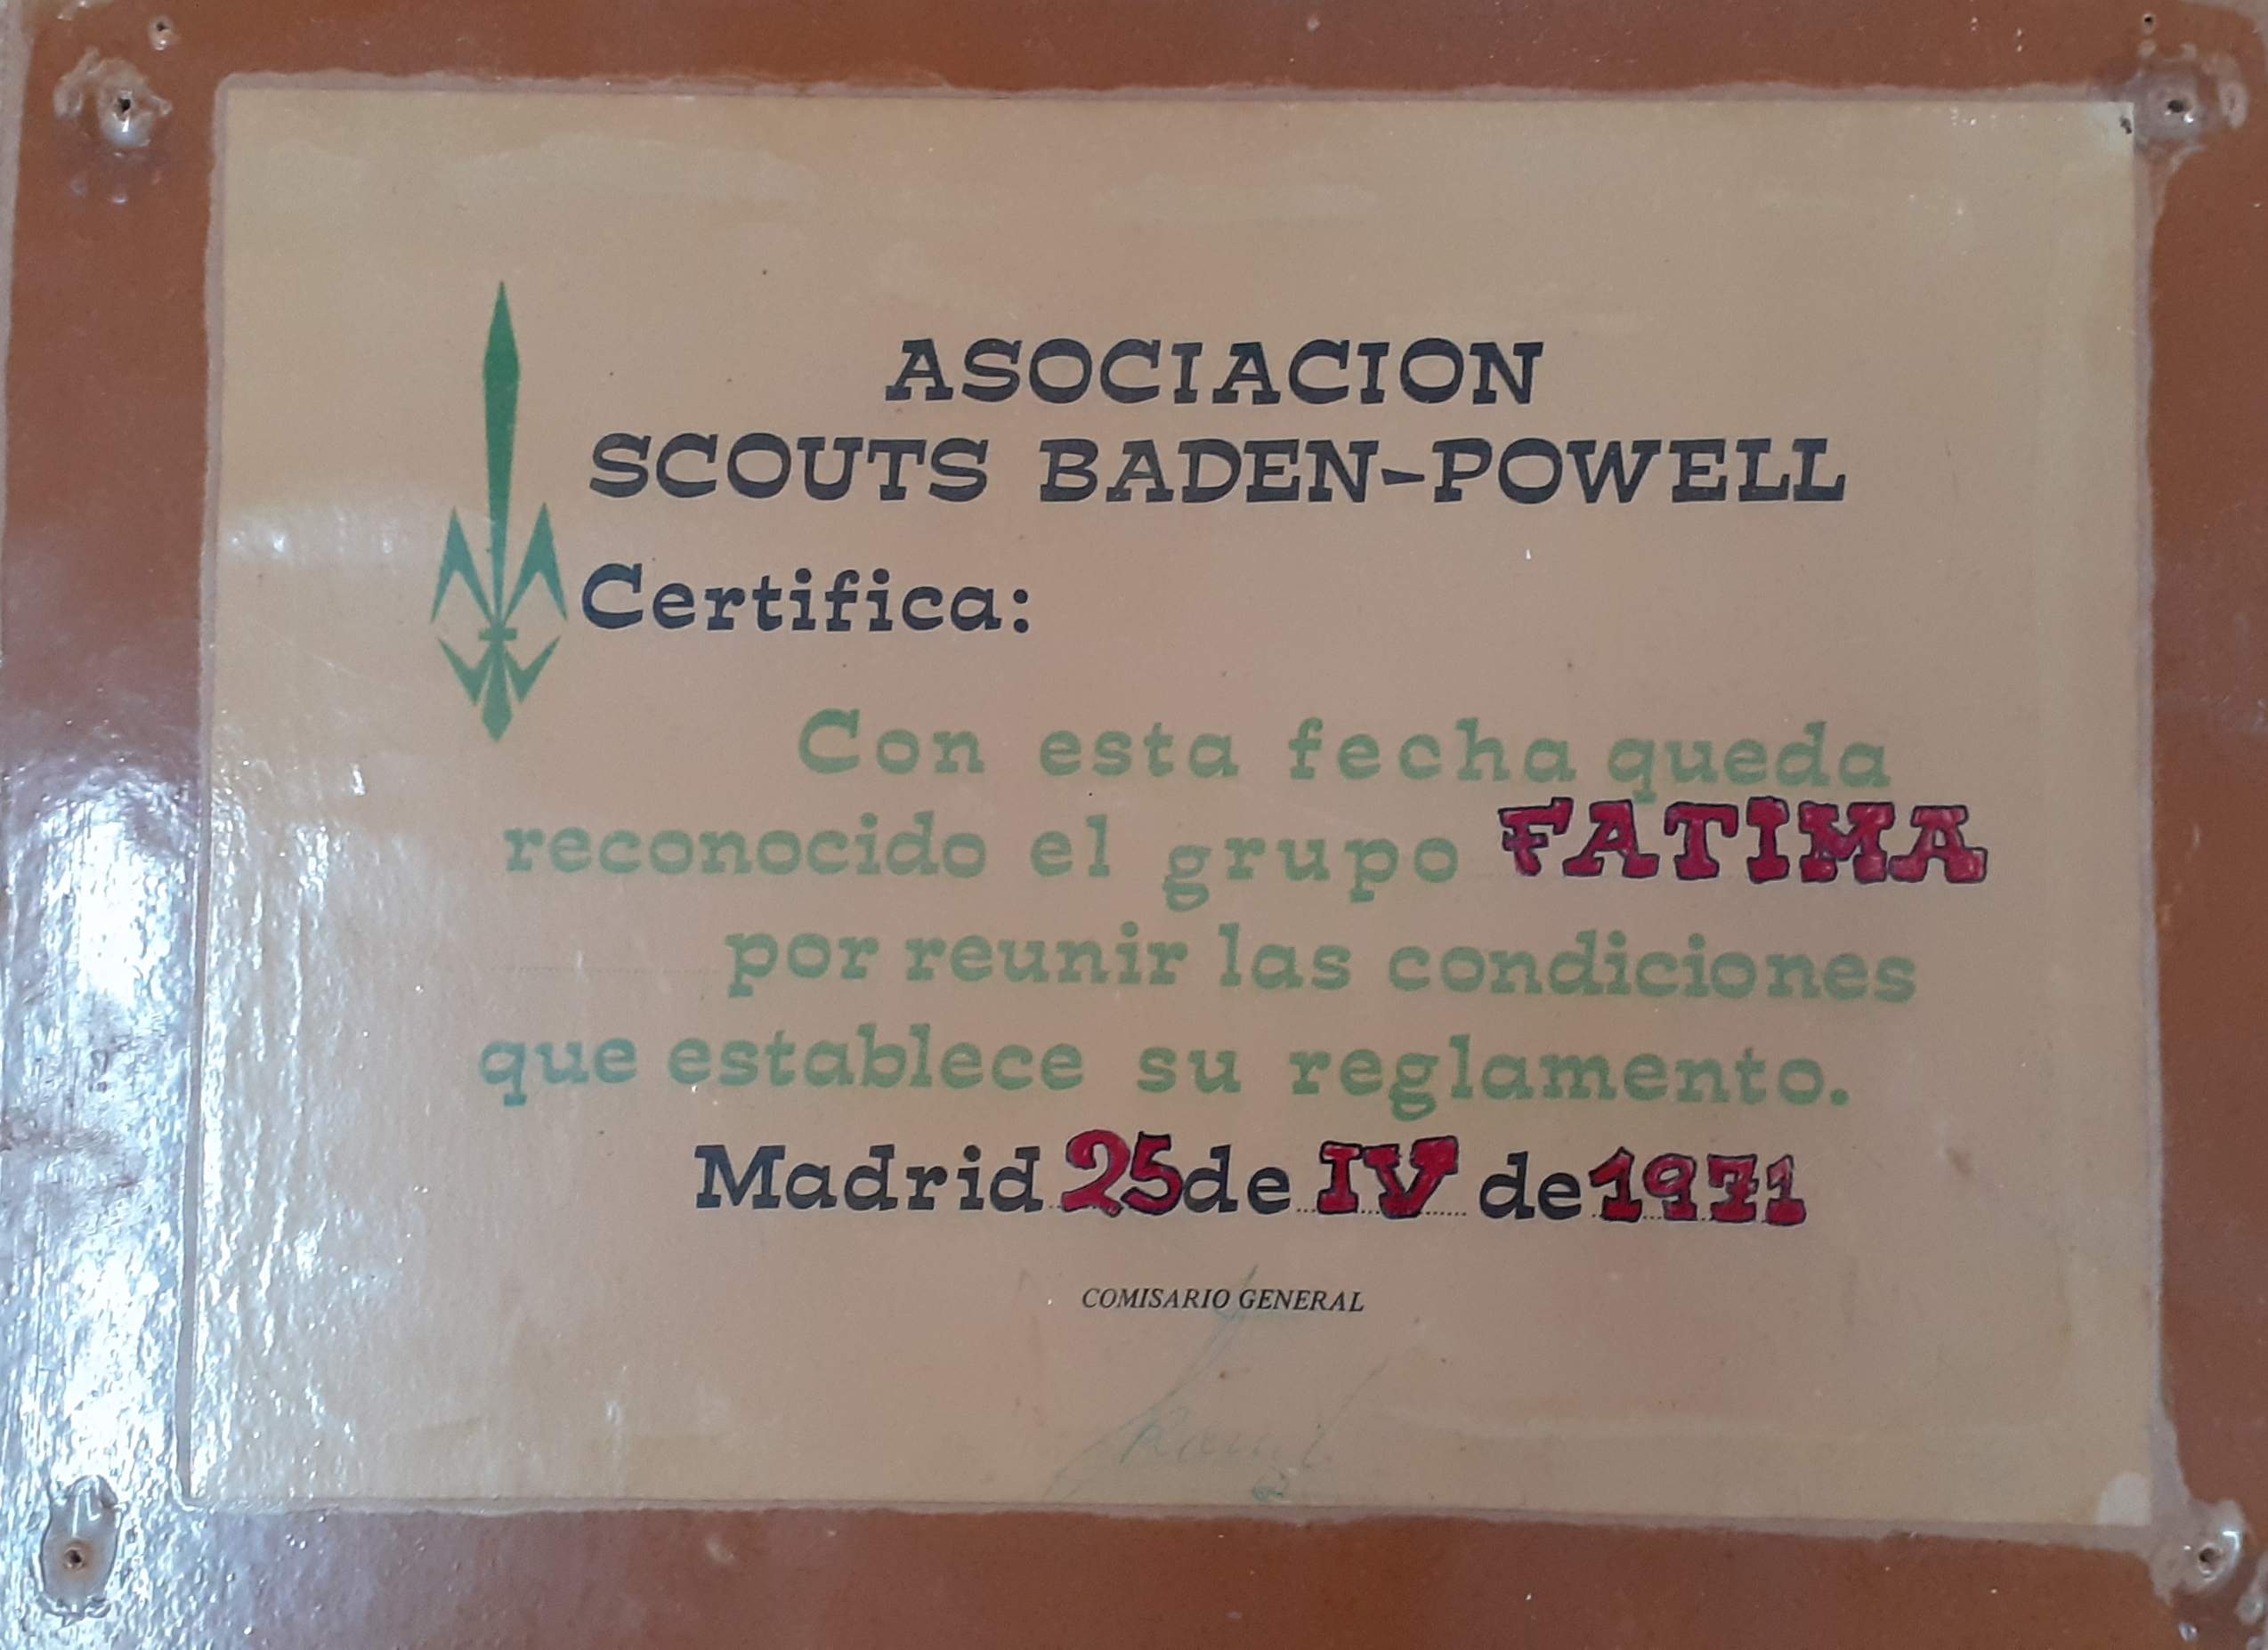 ASOCIACION
SCOUTS BADEN-POWELL
Certifica:
Con esta fecha queda
reconocido el grupo FATIMA
por reunir las condiciones
que establece su reglamento.
Madrid 25 de IV de 1971
COMISARIO GENERAL